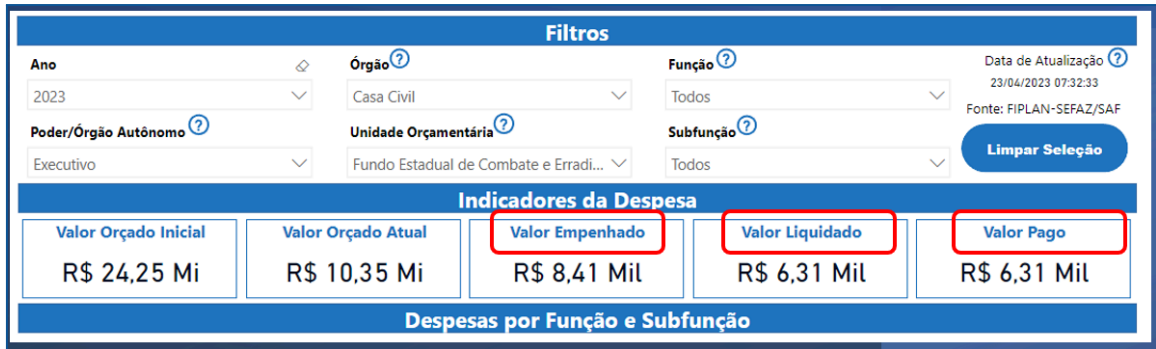 Filtros
Ano
2023
Poder/Órgão Autônomo ?
Executivo
Órgão ?
Casa Civil
Unidade Orçamentária ?
Fundo Estadual de Combate e Erradi...
Função ?
Todos
Subfunção ?
Todos
Data de Atualização ?
23/04/2023 07:32:33
Fonte: FIPLAN-SEFAZ/SAF
Limpar Seleção
Indicadores da Despesa
Valor Orçado Inicial
R$ 24,25 Mi
Valor Orçado Atual
R$ 10,35 Mi
Valor Empenhado
R$ 8,41 Mil
Valor Liquidado
R$ 6,31 Mil
Valor Pago
R$ 6,31 Mil
Despesas por Função e Subfunção